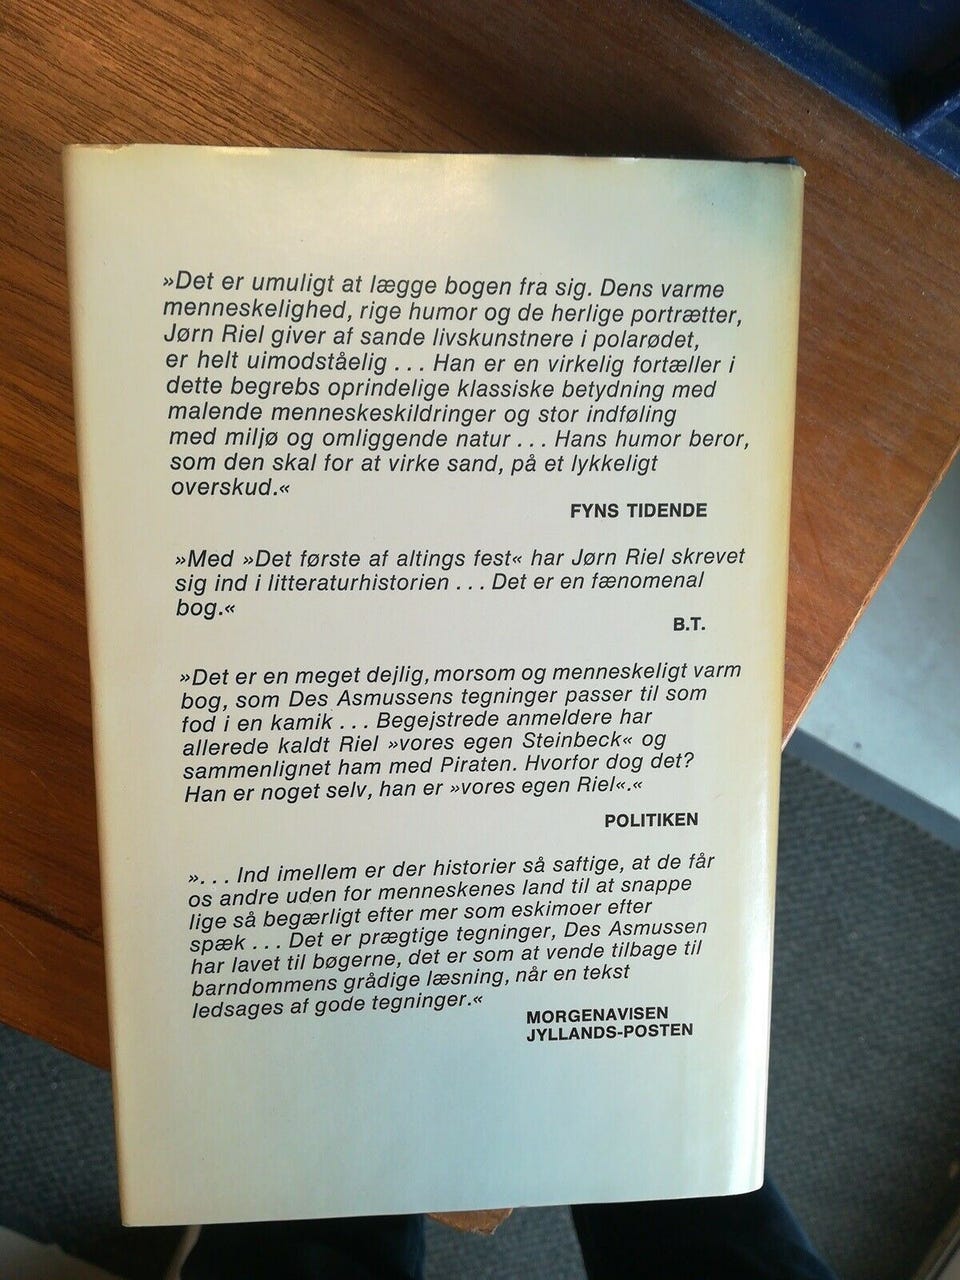 »Det er umuligt at lægge bogen fra sig. Dens varme
menneskelighed, rige humor og de herlige portrætter,
Jørn Riel giver af sande livskunstnere i polarødet,
er helt uimodståelig . . . Han er en virkelig fortæller i
dette begrebs oprindelige klassiske betydning med
malende menneskeskildringer og stor indføling
med miljø og omliggende natur . . . Hans humor beror,
som den skal for at virke sand, på et lykkeligt
overskud.«
FYNS TIDENDE
»Med »Det første af altings fest« har Jørn Riel skrevet
sig ind i litteraturhistorien . . . Det er en fænomenal
bog.«
B.T.
»Det er en meget dejlig, morsom og menneskeligt varm
bog, som Des Asmussens tegninger passer til som
fod i en kamik . . . Begejstrede anmeldere har
allerede kaldt Riel »vores egen Steinbeck« og
sammenlignet ham med Piraten. Hvorfor dog det?
Han er noget selv, han er »vores egen Riel«.«
POLITIKEN
». . . Ind imellem er der historier så saftige, at de får
os andre uden for menneskenes land til at snappe
lige så begærligt efter mer som eskimoer efter
spæk . . . Det er prægtige tegninger, Des Asmussen
har lavet til bøgerne, det er som at vende tilbage til
barndommens grådige læsning, når en tekst
ledsages af gode tegninger.«
MORGENAVISEN
JYLLANDS-POSTEN